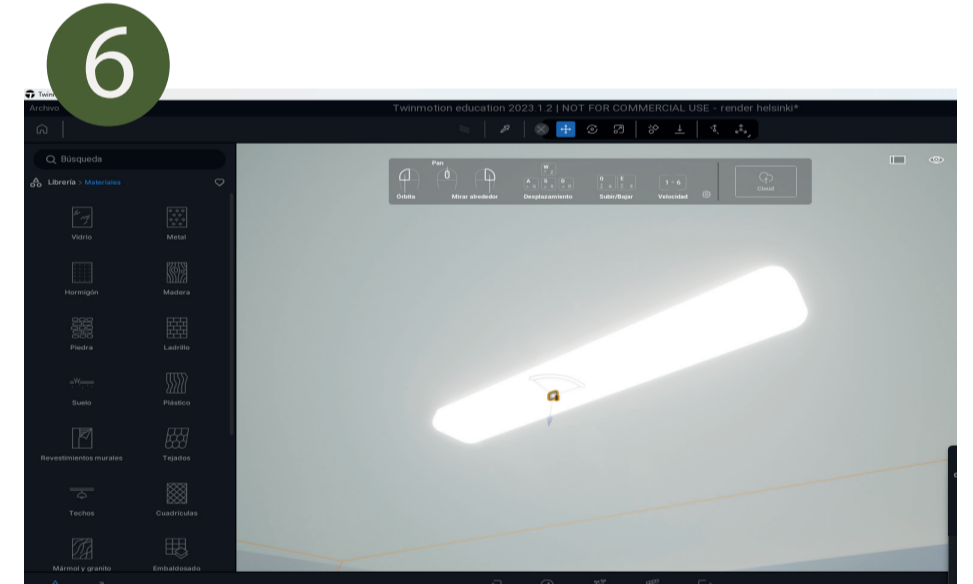 6
Archivo
Twinmotion education 2023.1.2 | NOT FOR COMMERCIAL USE - render helsinki*
Búsqueda
Librería > Materiales
Pan
Órbita
Mirar alrededor
Desplazamiento
Subir/Bajar
1 - 6
Velocidad
Cloud
Vidrio
Metal
Hormigón
Madera
Piedra
Ladrillo
Suelo
Plástico
Revestimientos murales
Tejados
Techos
Cuadrículas
Mármol y granito
Embaldosado